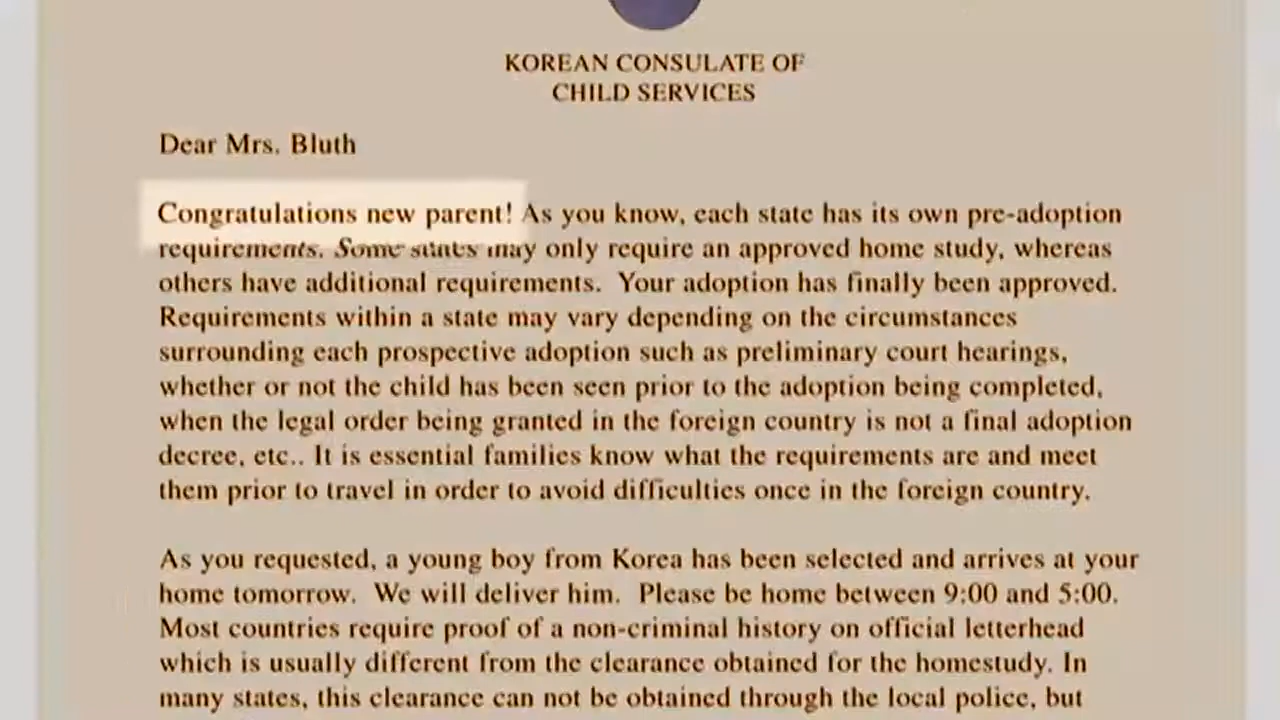 KOREAN CONSULATE OF
CHILD SERVICES
Dear Mrs. Bluth
Congratulations new parent! As you know, each state has its own pre-adoption
requirements. Some states may only require an approved home study, whereas
others have additional requirements. Your adoption has finally been approved.
Requirements within a state may vary depending on the circumstances
surrounding each prospective adoption such as preliminary court hearings,
whether or not the child has been seen prior to the adoption being completed,
when the legal order being granted in the foreign country is not a final adoption
decree, etc.. It is essential families know what the requirements are and meet
them prior to travel in order to avoid difficulties once in the foreign country.
As you requested, a young boy from Korea has been selected and arrives at your
home tomorrow. We will deliver him. Please be home between 9:00 and 5:00.
Most countries require proof of a non-criminal history on official letterhead
which is usually different from the clearance obtained for the homestudy. In
many states, this clearance can not be obtained through the local police, but